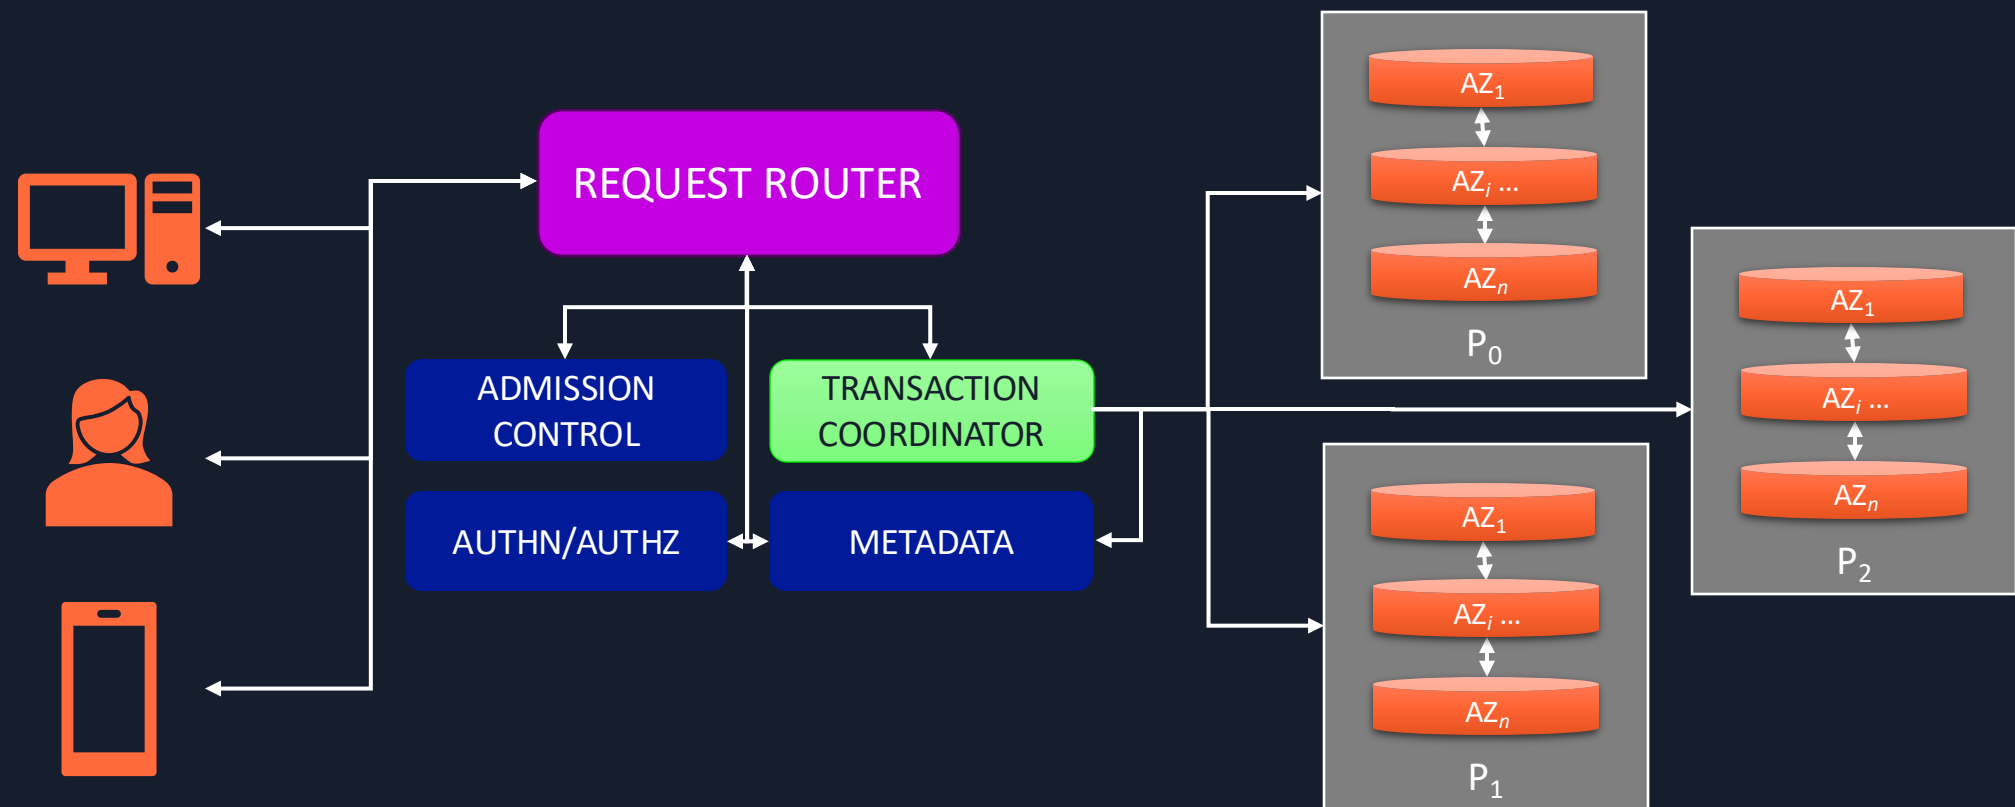 REQUEST ROUTER
ADMISSION
CONTROL
TRANSACTION
COORDINATOR
AUTHN/AUTHZ
METADATA
AZ₁
AZᵢ ...
AZₙ
P₀
AZ₁
AZᵢ ...
AZₙ
P₂
AZ₁
AZᵢ ...
AZₙ
P₁